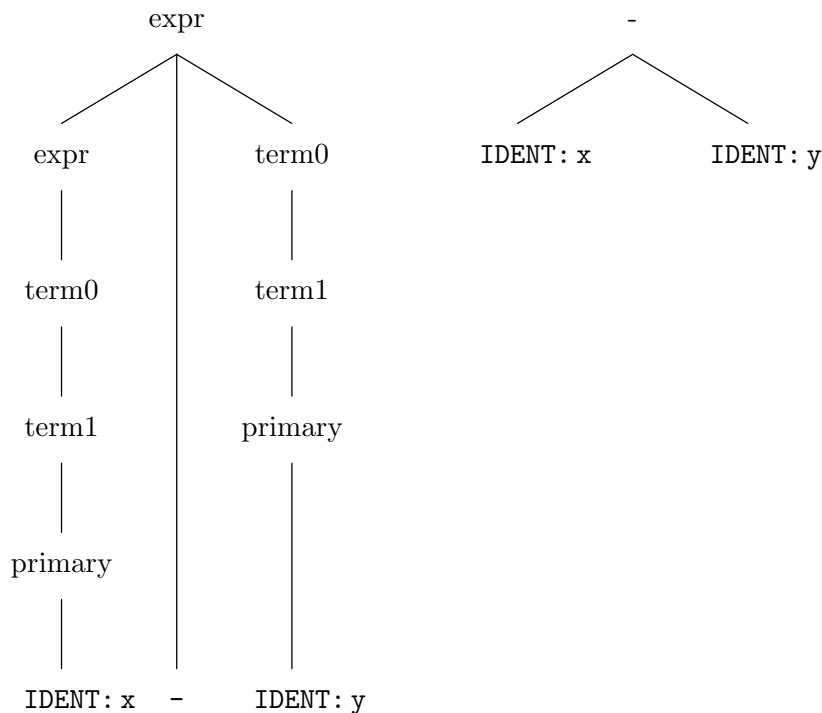 expr -
expr term0 IDENT: x IDENT: y
term0 term1
term1 primary
primary
IDENT: x - IDENT: y